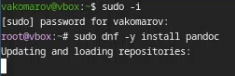 vakomarov@vbox:~$ sudo -i
[sudo] password for vakomarov:
root@vbox:~# sudo dnf -y install pandoc
Updating and loading repositories: